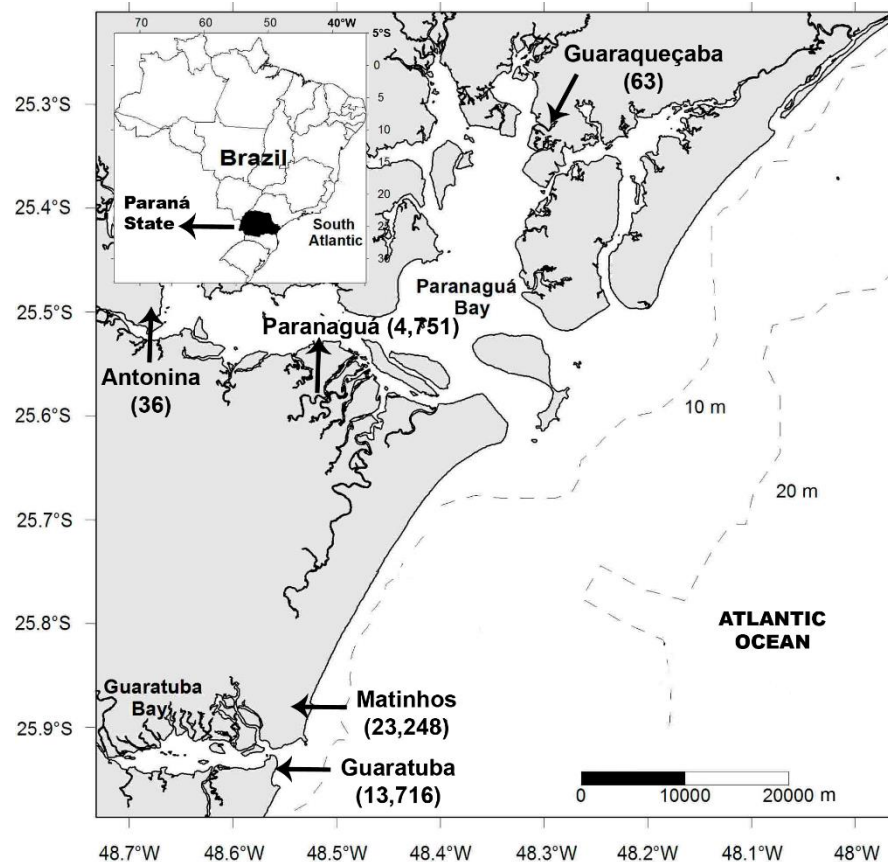 70
60
50
40°W
5°S
0
5
10
15
20
25
30
Brazil
Paraná
State
South
Atlantic
Guaraqueçaba
(63)
25.3°S
25.4°S
25.5°S
25.6°S
25.7°S
25.8°S
25.9°S
Paranaguá
Bay
Paranaguá (4,751)
Antonina
(36)
10 m
20 m
ATLANTIC
OCEAN
Guaratuba
Bay
Matinhos
(23,248)
Guaratuba
(13,716)
0
10000
20000 m
48.7°W
48.6°W
48.5°W
48.4°W
48.3°W
48.2°W
48.1°W
48°W